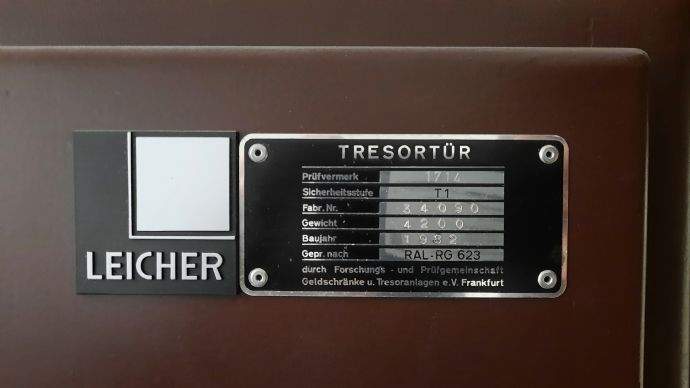 LEICHER
TRESORTÜR
Prüfvermerk 1714
Sicherheitsstufe T1
Fabr. Nr. 34090
Gewicht 4200
Baujahr 1982
Gepr. nach RAL-RG 623
durch Forschungs - und Prüfgemeinschaft
Geldschränke u. Tresoranlagen e.V. Frankfurt